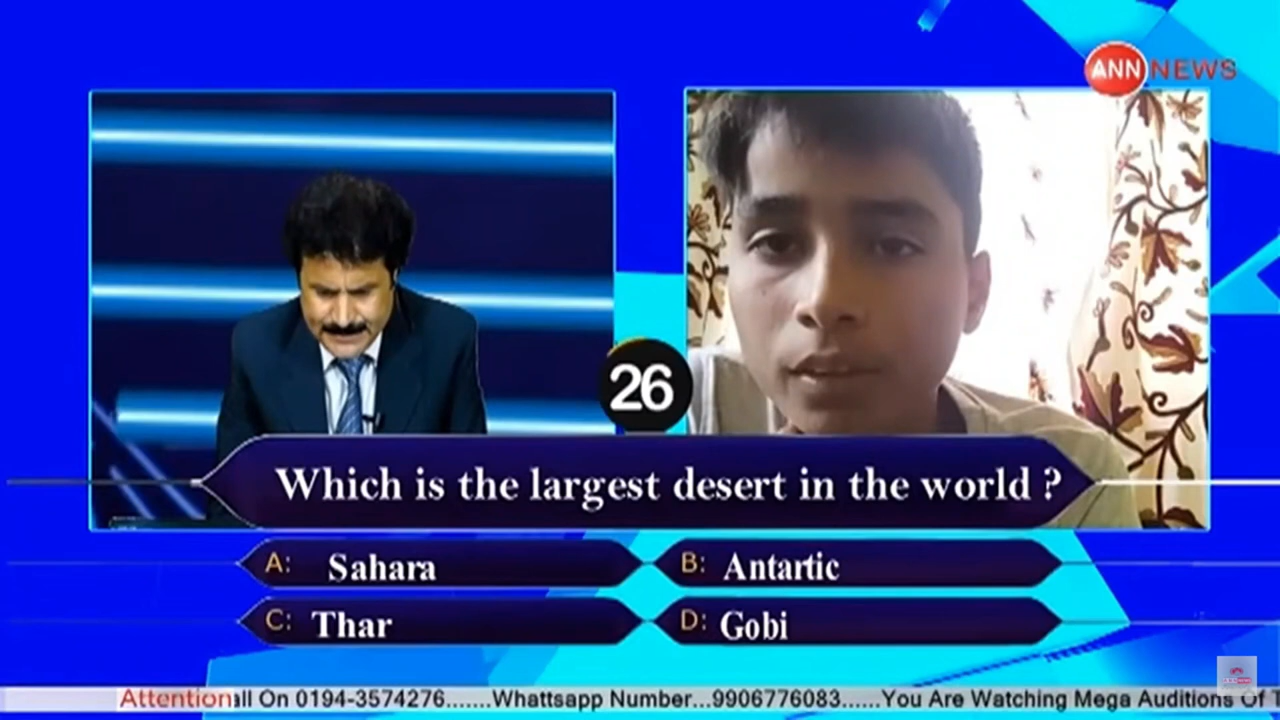 ANN NEWS
26
Which is the largest desert in the world ?
A: Sahara
B: Antartic
C: Thar
D: Gobi
Attention all On 0194-3574276.......Whattsapp Number...9906776083......You Are Watching Mega Auditions Of T